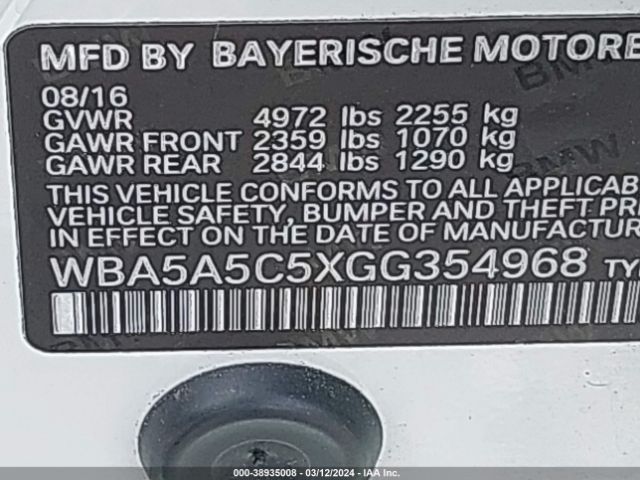 MFD BY BAYERISCHE MOTORE
08/16
GVWR 4972 lbs 2255 kg
GAWR FRONT 2359 lbs 1070 kg
GAWR REAR 2844 lbs 1290 kg
THIS VEHICLE CONFORMS TO ALL APPLICAB
VEHICLE SAFETY, BUMPER AND THEFT PR
IN EFFECT ON THE DATE OF MANUFACTUR
WBA5A5C5XGG354968 TY
000-38935008 - 03/12/2024 - IAA Inc.